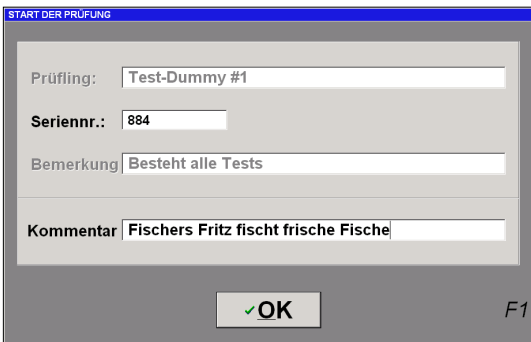 START DER PRÜFUNG
Prüfling: Test-Dummy #1
Seriennr.: 884
Bemerkung Besteht alle Tests
Kommentar Fischers Fritz fischt frische Fische
OK
F1